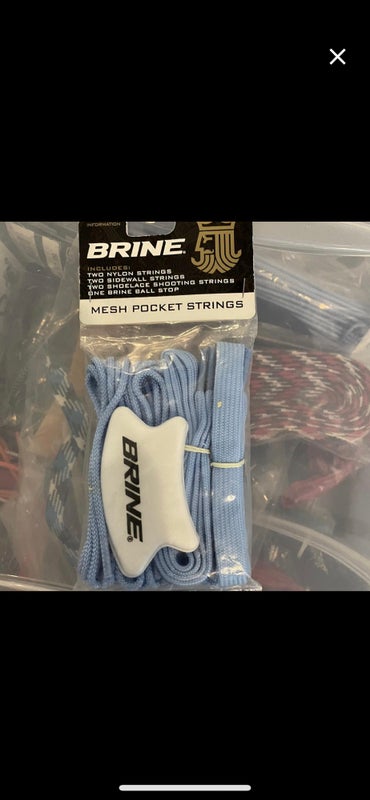 INFORMATION
BRINE.
INCLUDES:
TWO NYLON STRINGS
TWO SIDEWALL STRINGS
TWO SHOELACE SHOOTING STRINGS
ONE BRINE BALL STOP
MESH POCKET STRINGS
BRINE®